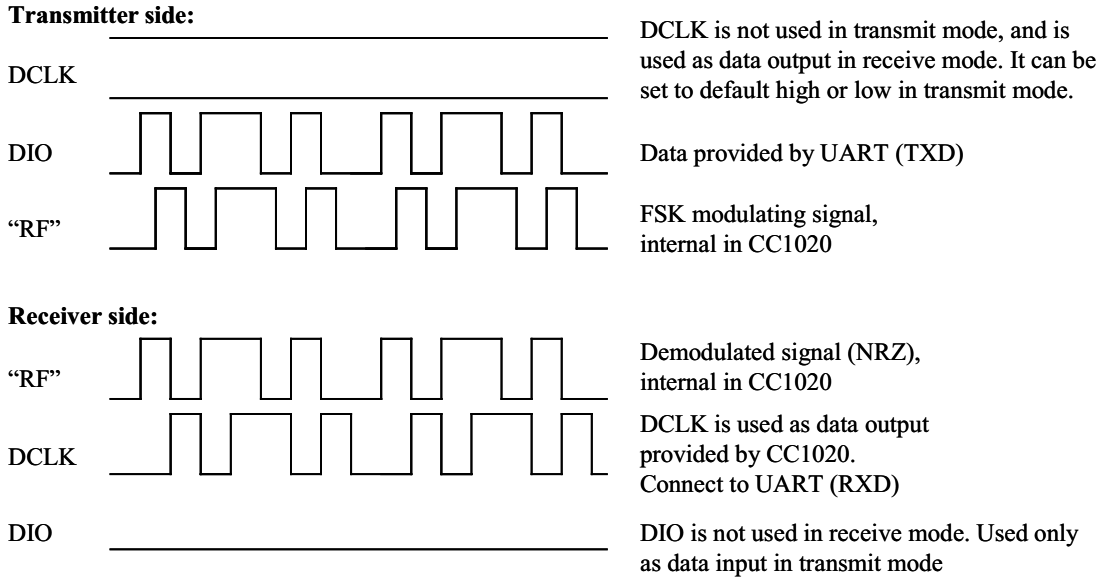 Transmitter side:
DCLK
DCLK is not used in transmit mode, and is
used as data output in receive mode. It can be
set to default high or low in transmit mode.
DIO
Data provided by UART (TXD)
“RF”
FSK modulating signal,
internal in CC1020
Receiver side:
“RF”
Demodulated signal (NRZ),
internal in CC1020
DCLK
DCLK is used as data output
provided by CC1020.
Connect to UART (RXD)
DIO
DIO is not used in receive mode. Used only
as data input in transmit mode